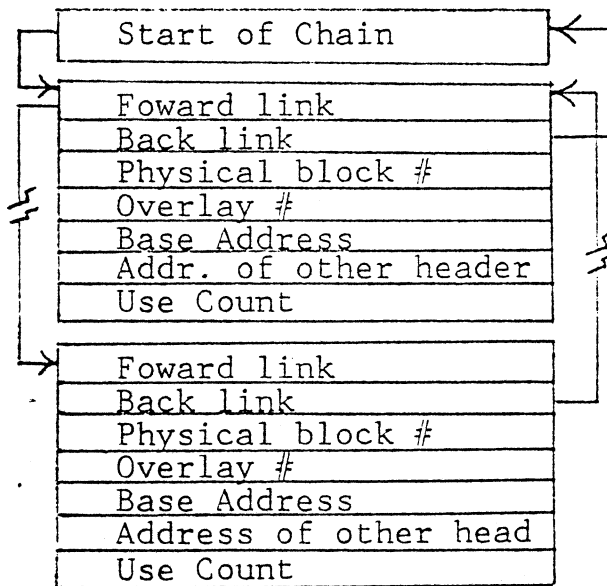 Start of Chain
Foward link
Back link
Physical block #
Overlay #
Base Address
Addr. of other header
Use Count
Foward link
Back link
Physical block #
Overlay #
Base Address
Address of other head
Use Count